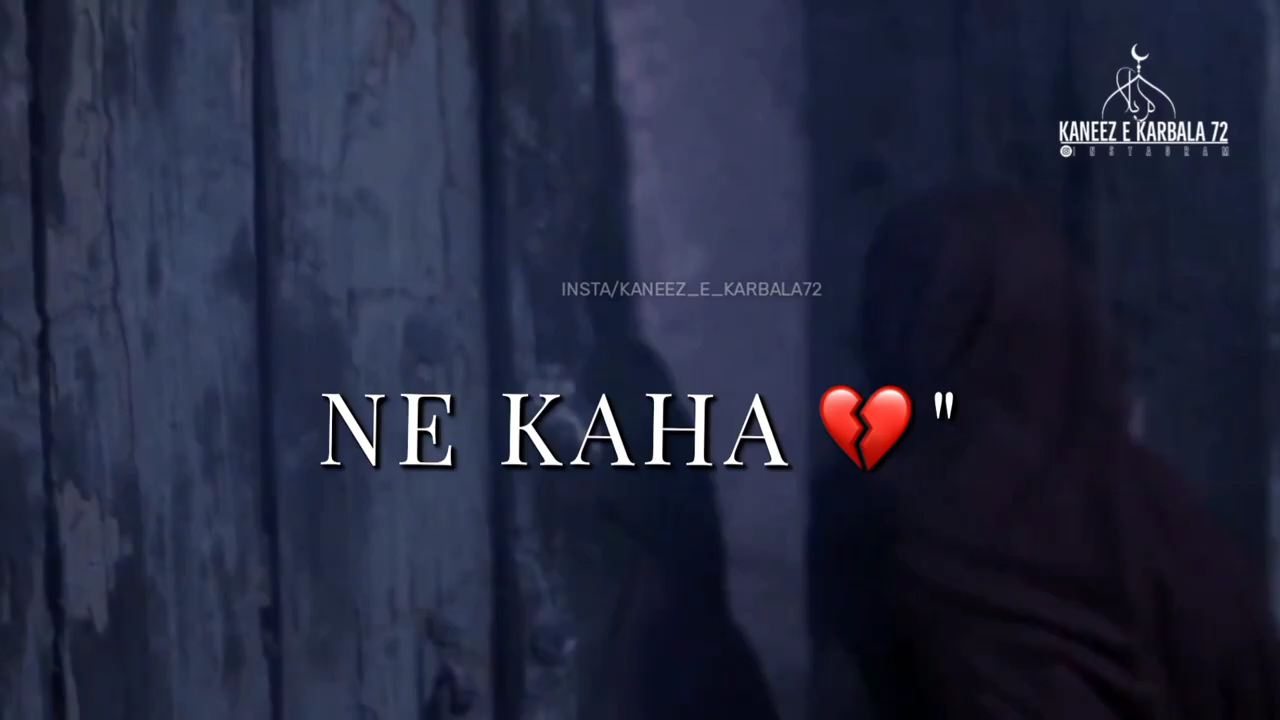 KANEEZ E KARBALA 72
INSTAGRAM
INSTA/KANEEZ_E_KARBALA72
NE KAHA 💔"